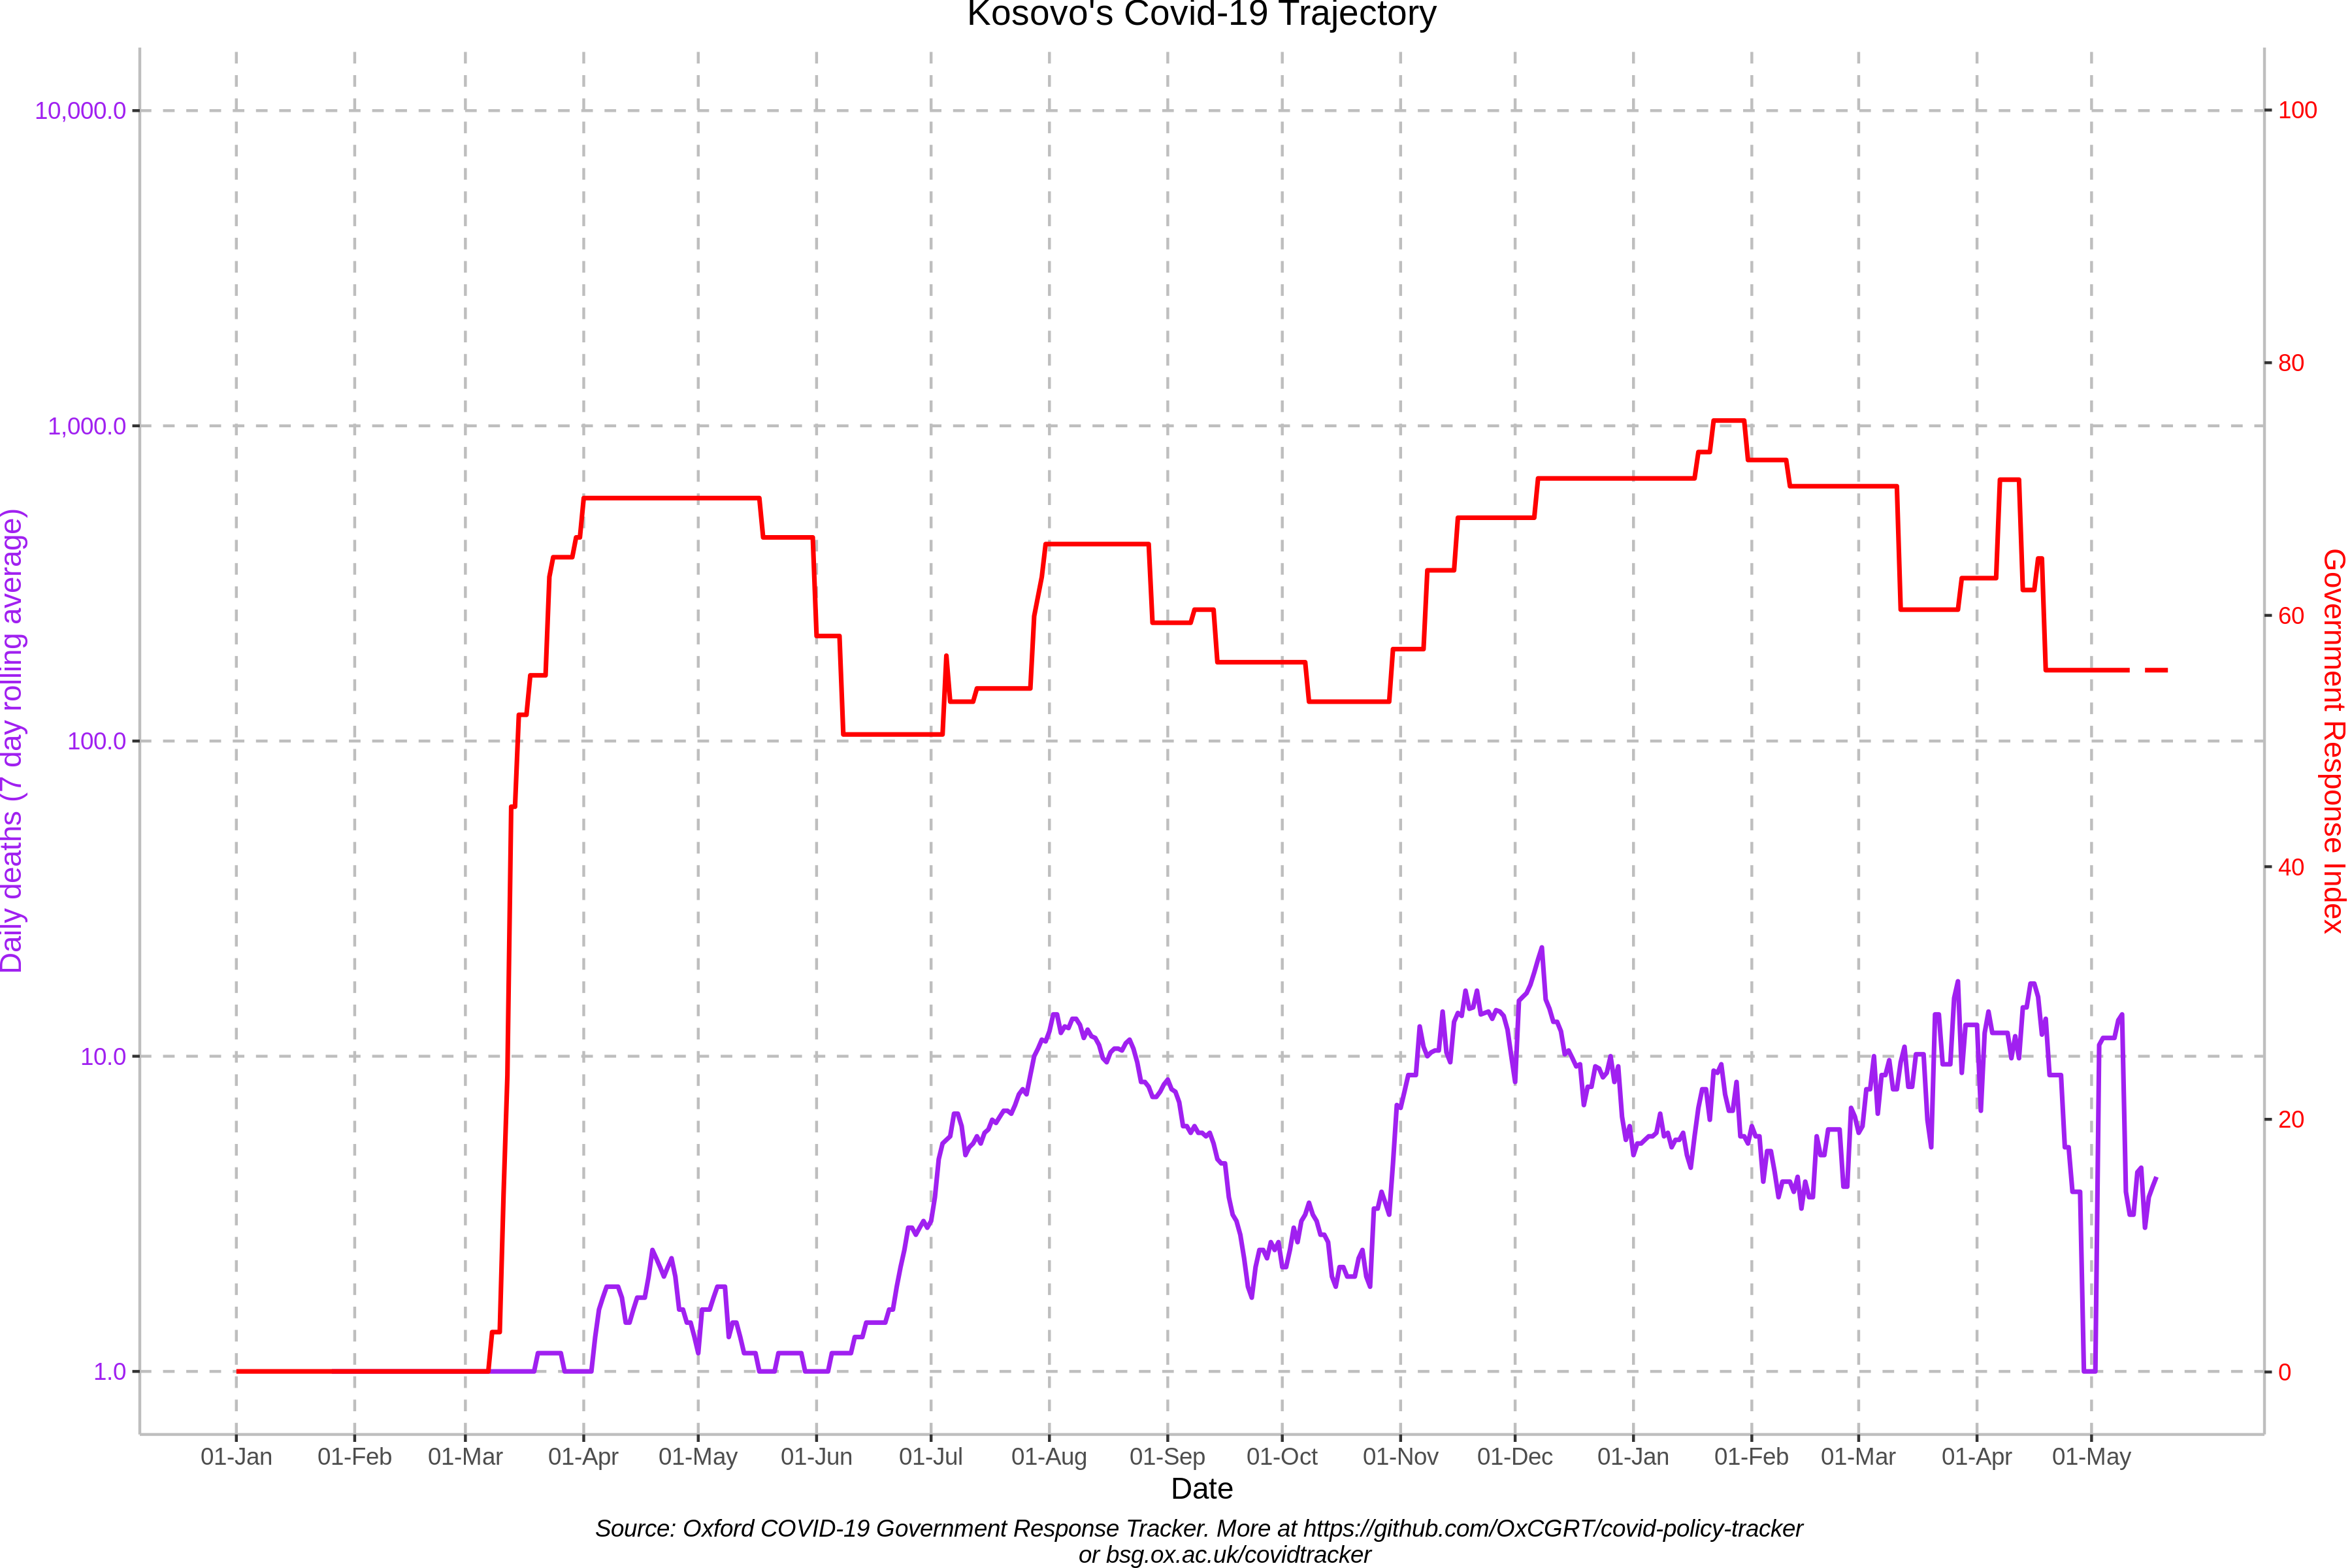 Kosovo's Covid-19 Trajectory
10,000.0
1,000.0
100.0
10.0
1.0
Daily deaths (7 day rolling average)
100
80
60
40
20
0
Government Response Index
01-Jan 01-Feb 01-Mar 01-Apr 01-May 01-Jun 01-Jul 01-Aug 01-Sep 01-Oct 01-Nov 01-Dec 01-Jan 01-Feb 01-Mar 01-Apr 01-May
Date
Source: Oxford COVID-19 Government Response Tracker. More at https://github.com/OxCGRT/covid-policy-tracker
or bsg.ox.ac.uk/covidtracker